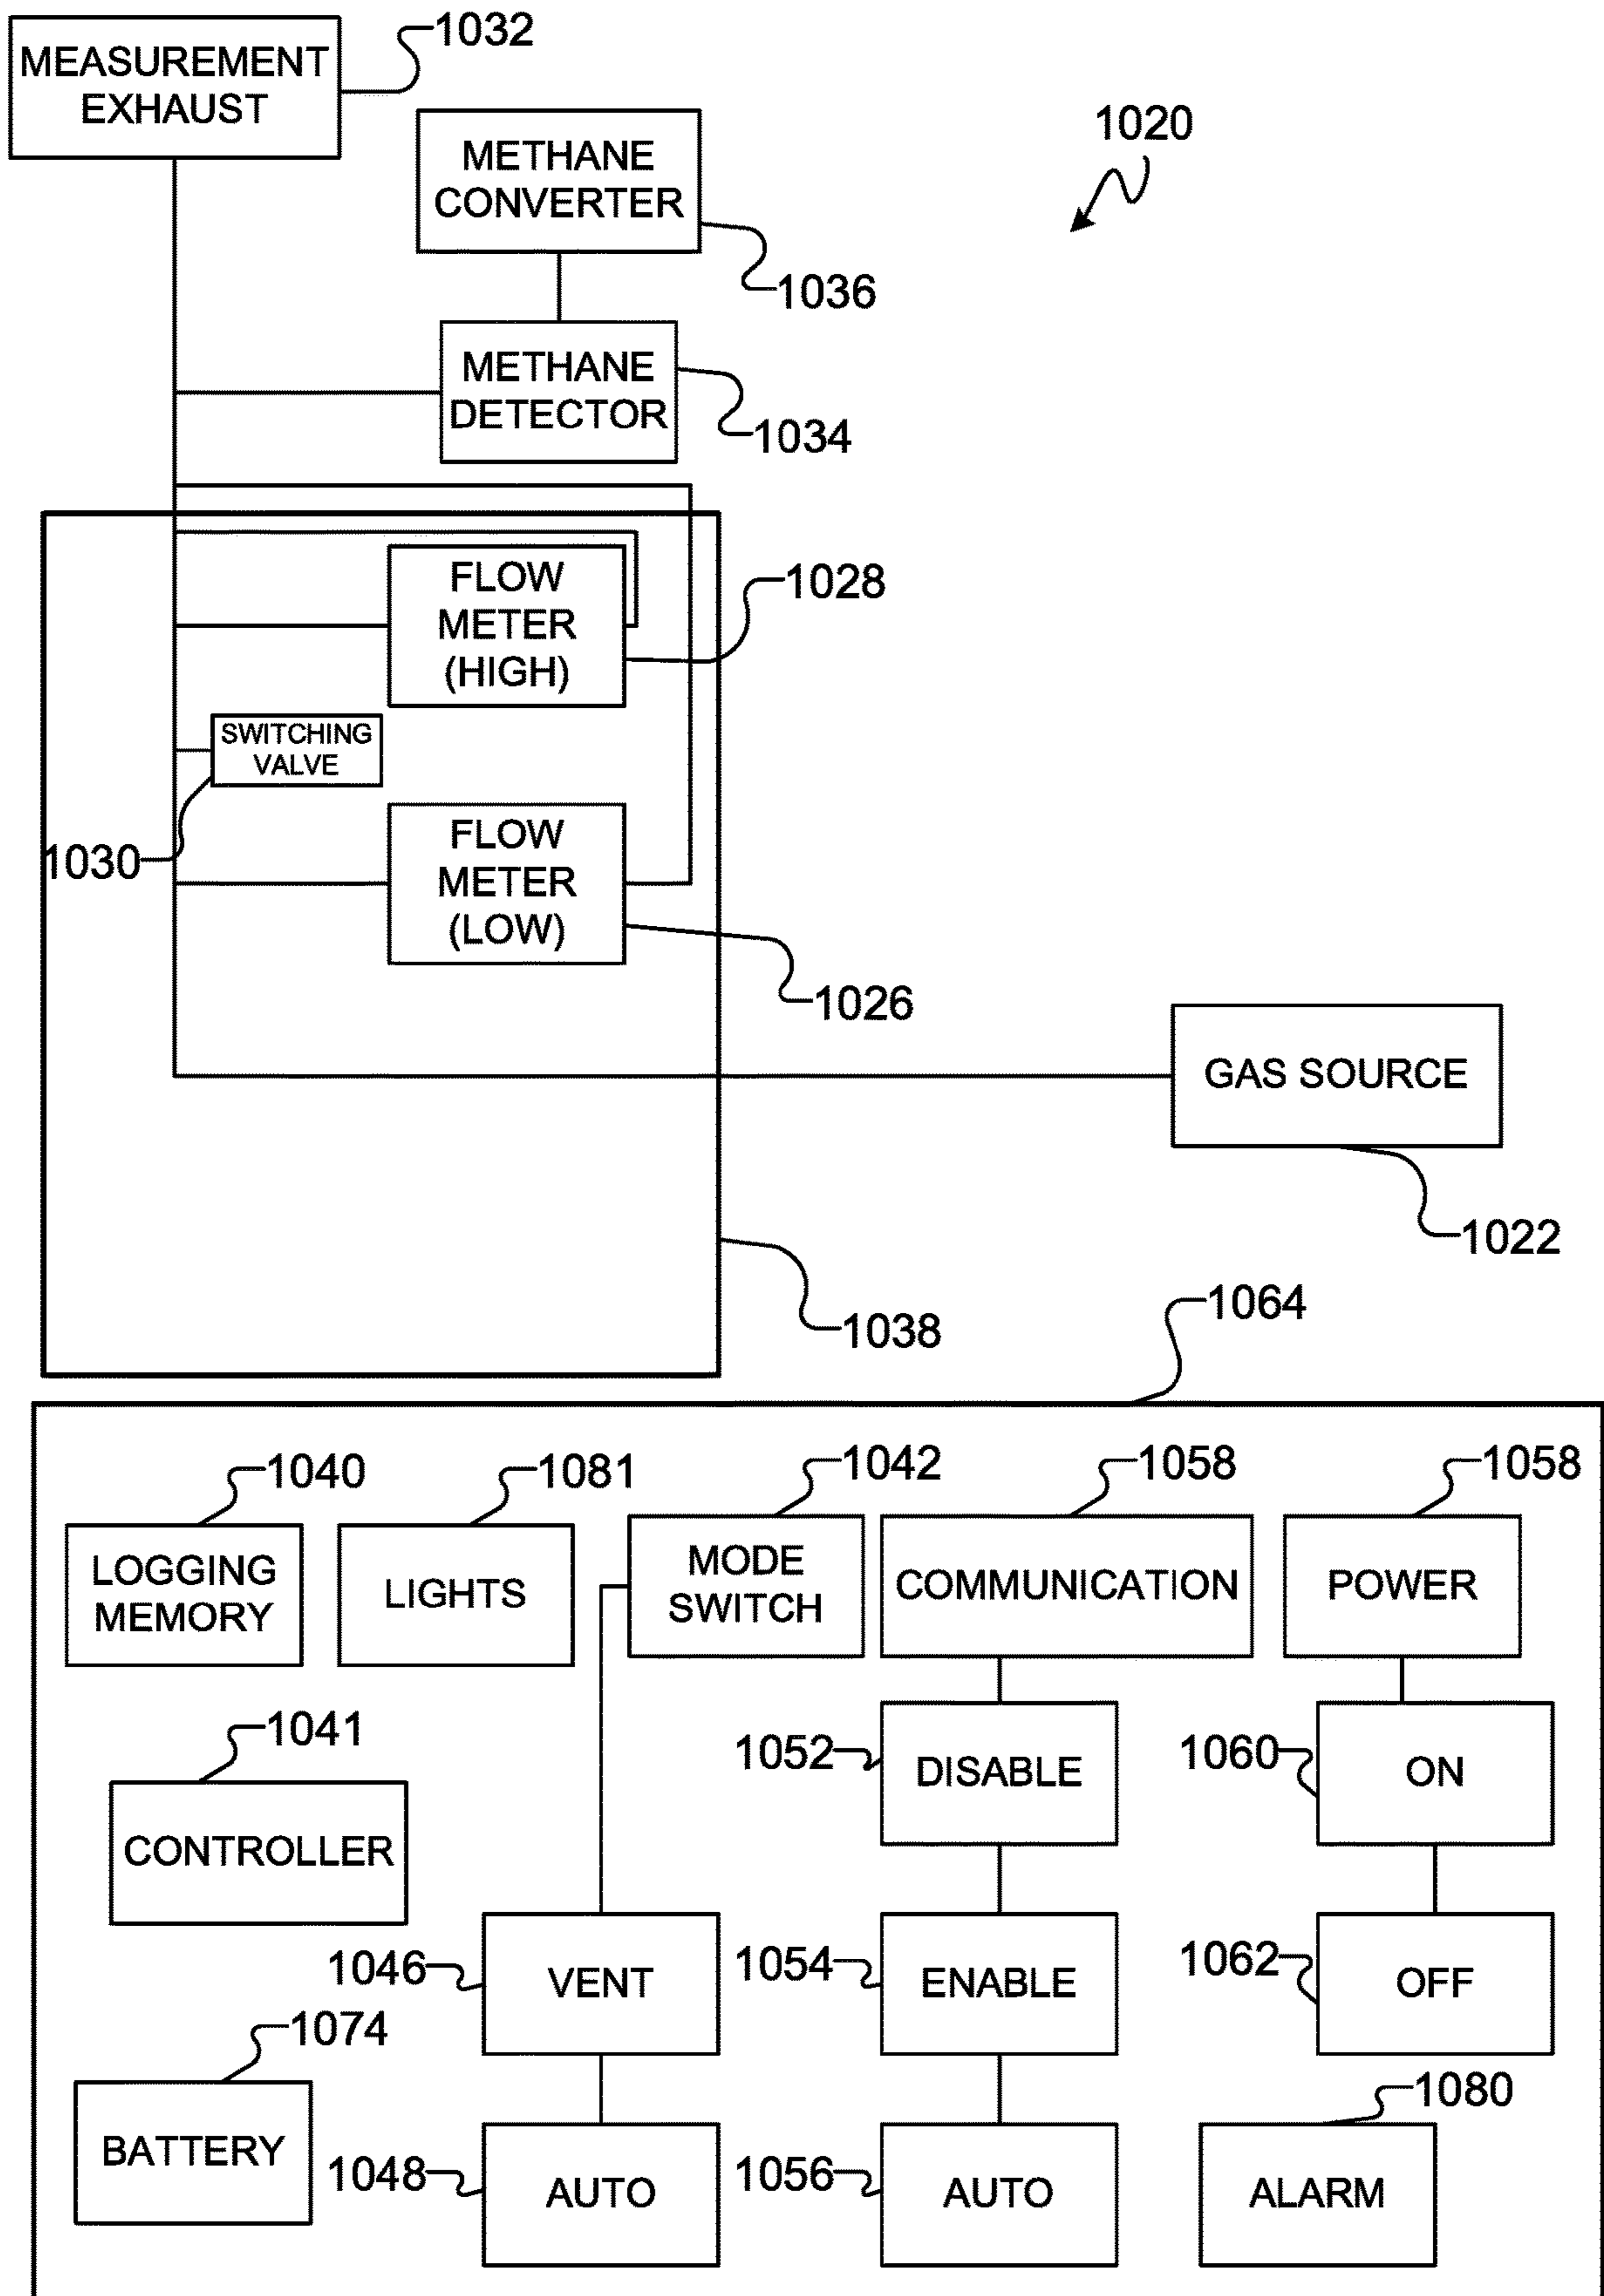 MEASUREMENT
EXHAUST
1032
METHANE
CONVERTER
1036
1020
METHANE
DETECTOR
1034
FLOW
METER
(HIGH)
1028
SWITCHING
VALVE
1030
FLOW
METER
(LOW)
1026
GAS SOURCE
1022
1038
1064
1040
LOGGING
MEMORY
1081
LIGHTS
1042
MODE
SWITCH
1058
COMMUNICATION
1058
POWER
1041
CONTROLLER
1052
DISABLE
1060
ON
1046
VENT
1054
ENABLE
1062
OFF
1074
BATTERY
1048
AUTO
1056
AUTO
1080
ALARM